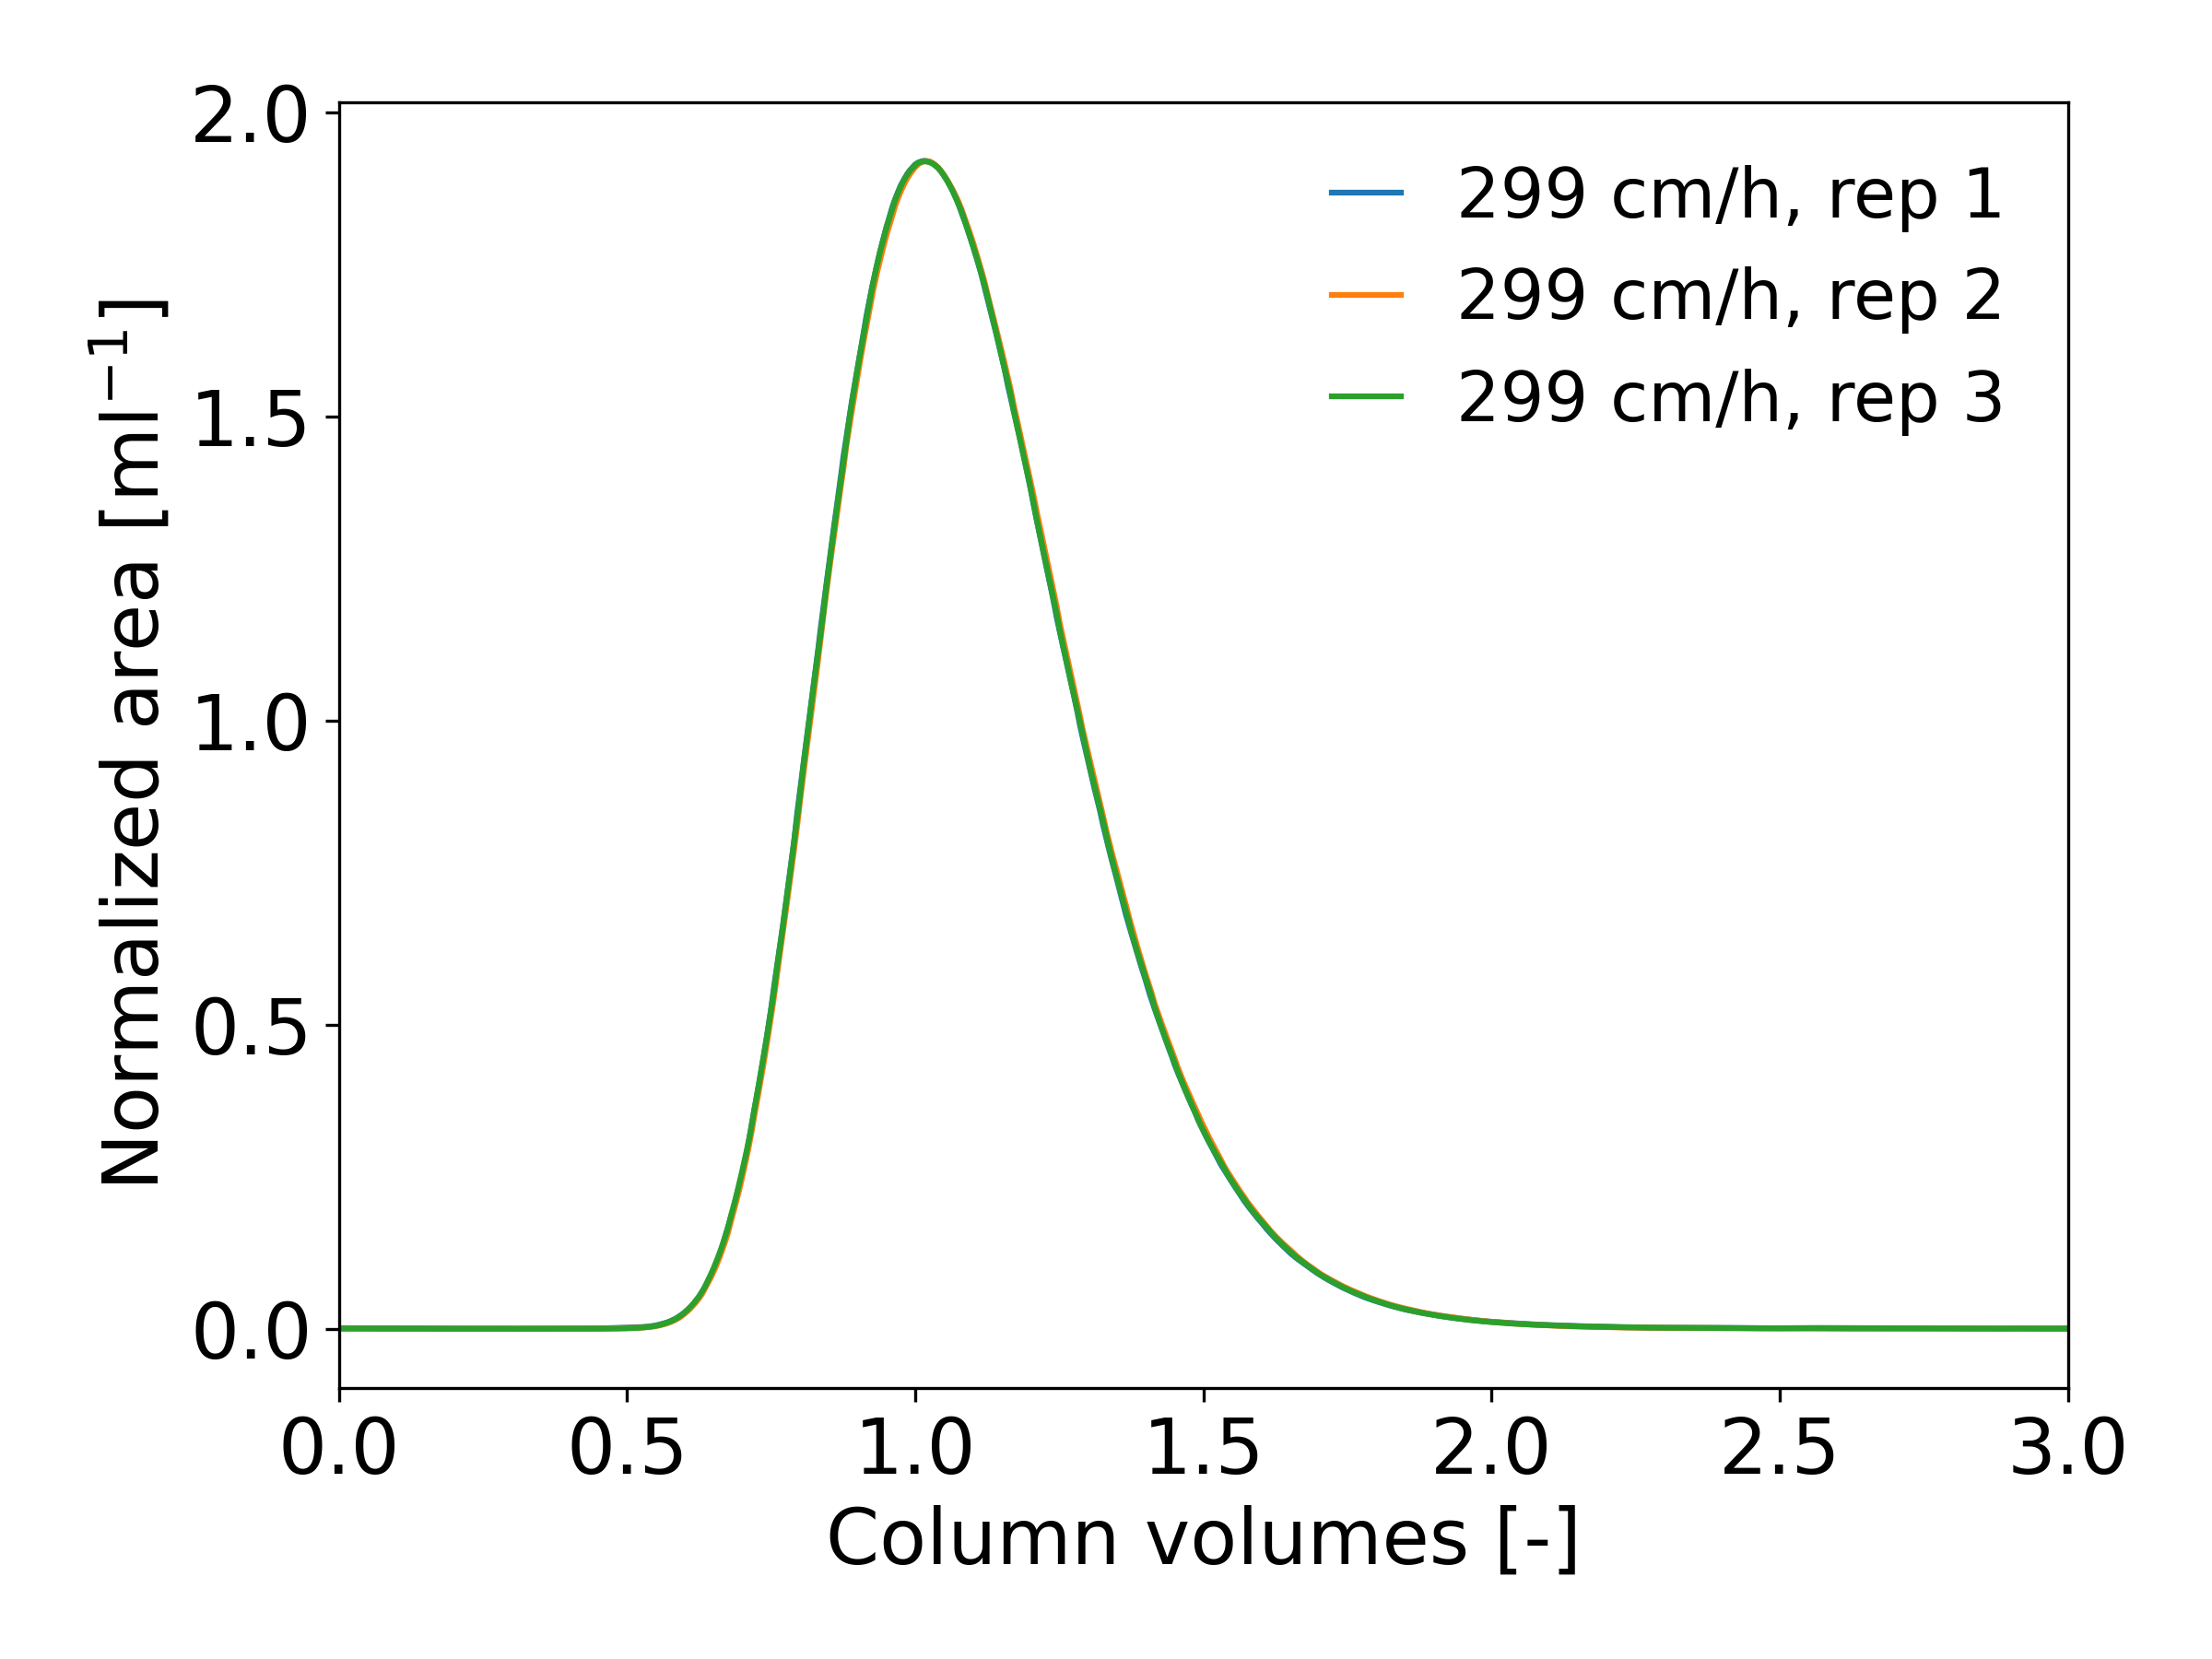 2.0
1.5
1.0
0.5
0.0
Normalized area [ml⁻¹]
299 cm/h, rep 1
299 cm/h, rep 2
299 cm/h, rep 3
0.0 0.5 1.0 1.5 2.0 2.5 3.0
Column volumes [-]